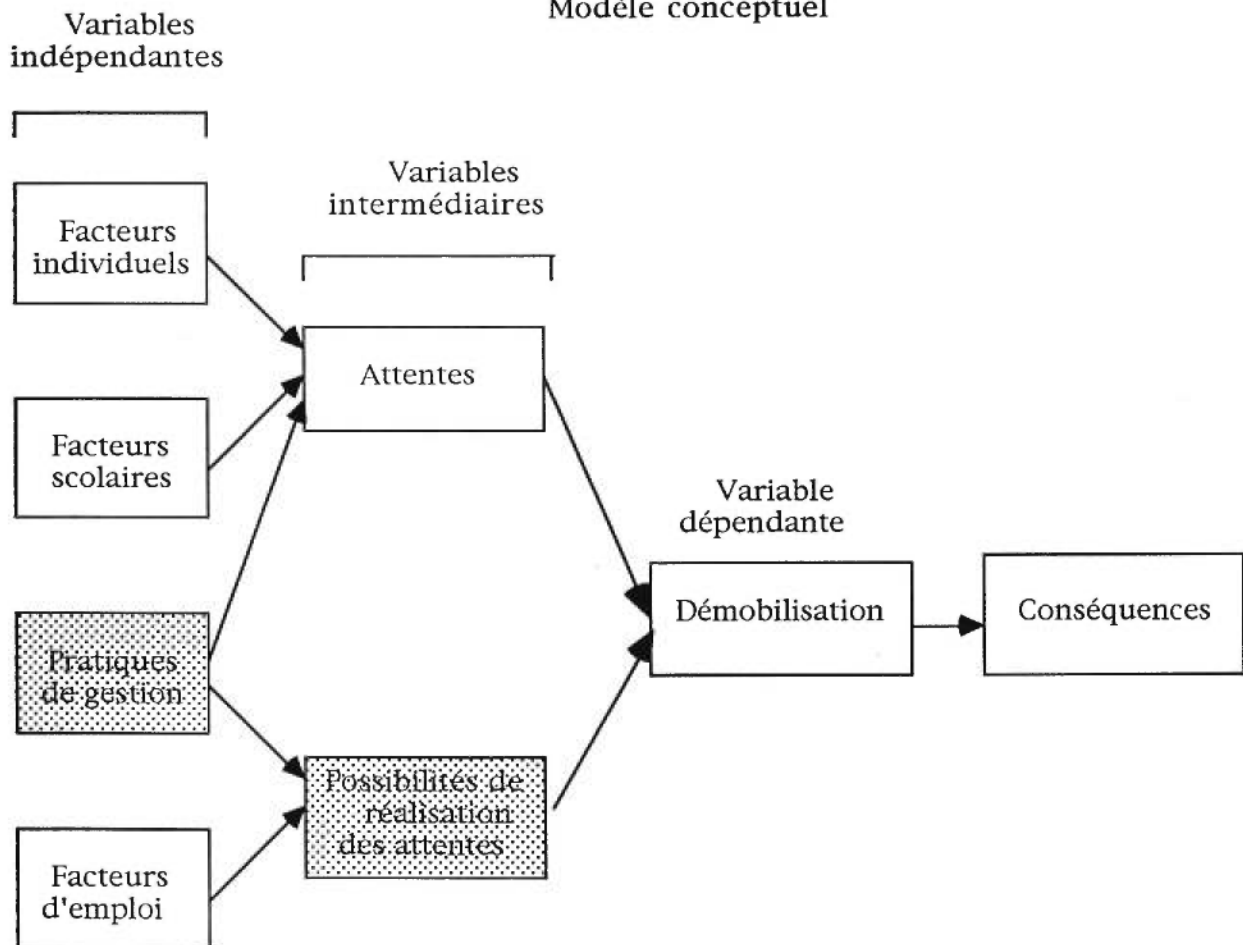 Modèle conceptuel
Variables
indépendantes
Variables
intermédiaires
Facteurs
individuels
Attentes
Facteurs
scolaires
Variable
dépendante
Démobilisation
Conséquences
Pratiques
de gestion
Possibilités de
réalisation
des attentes
Facteurs
d'emploi